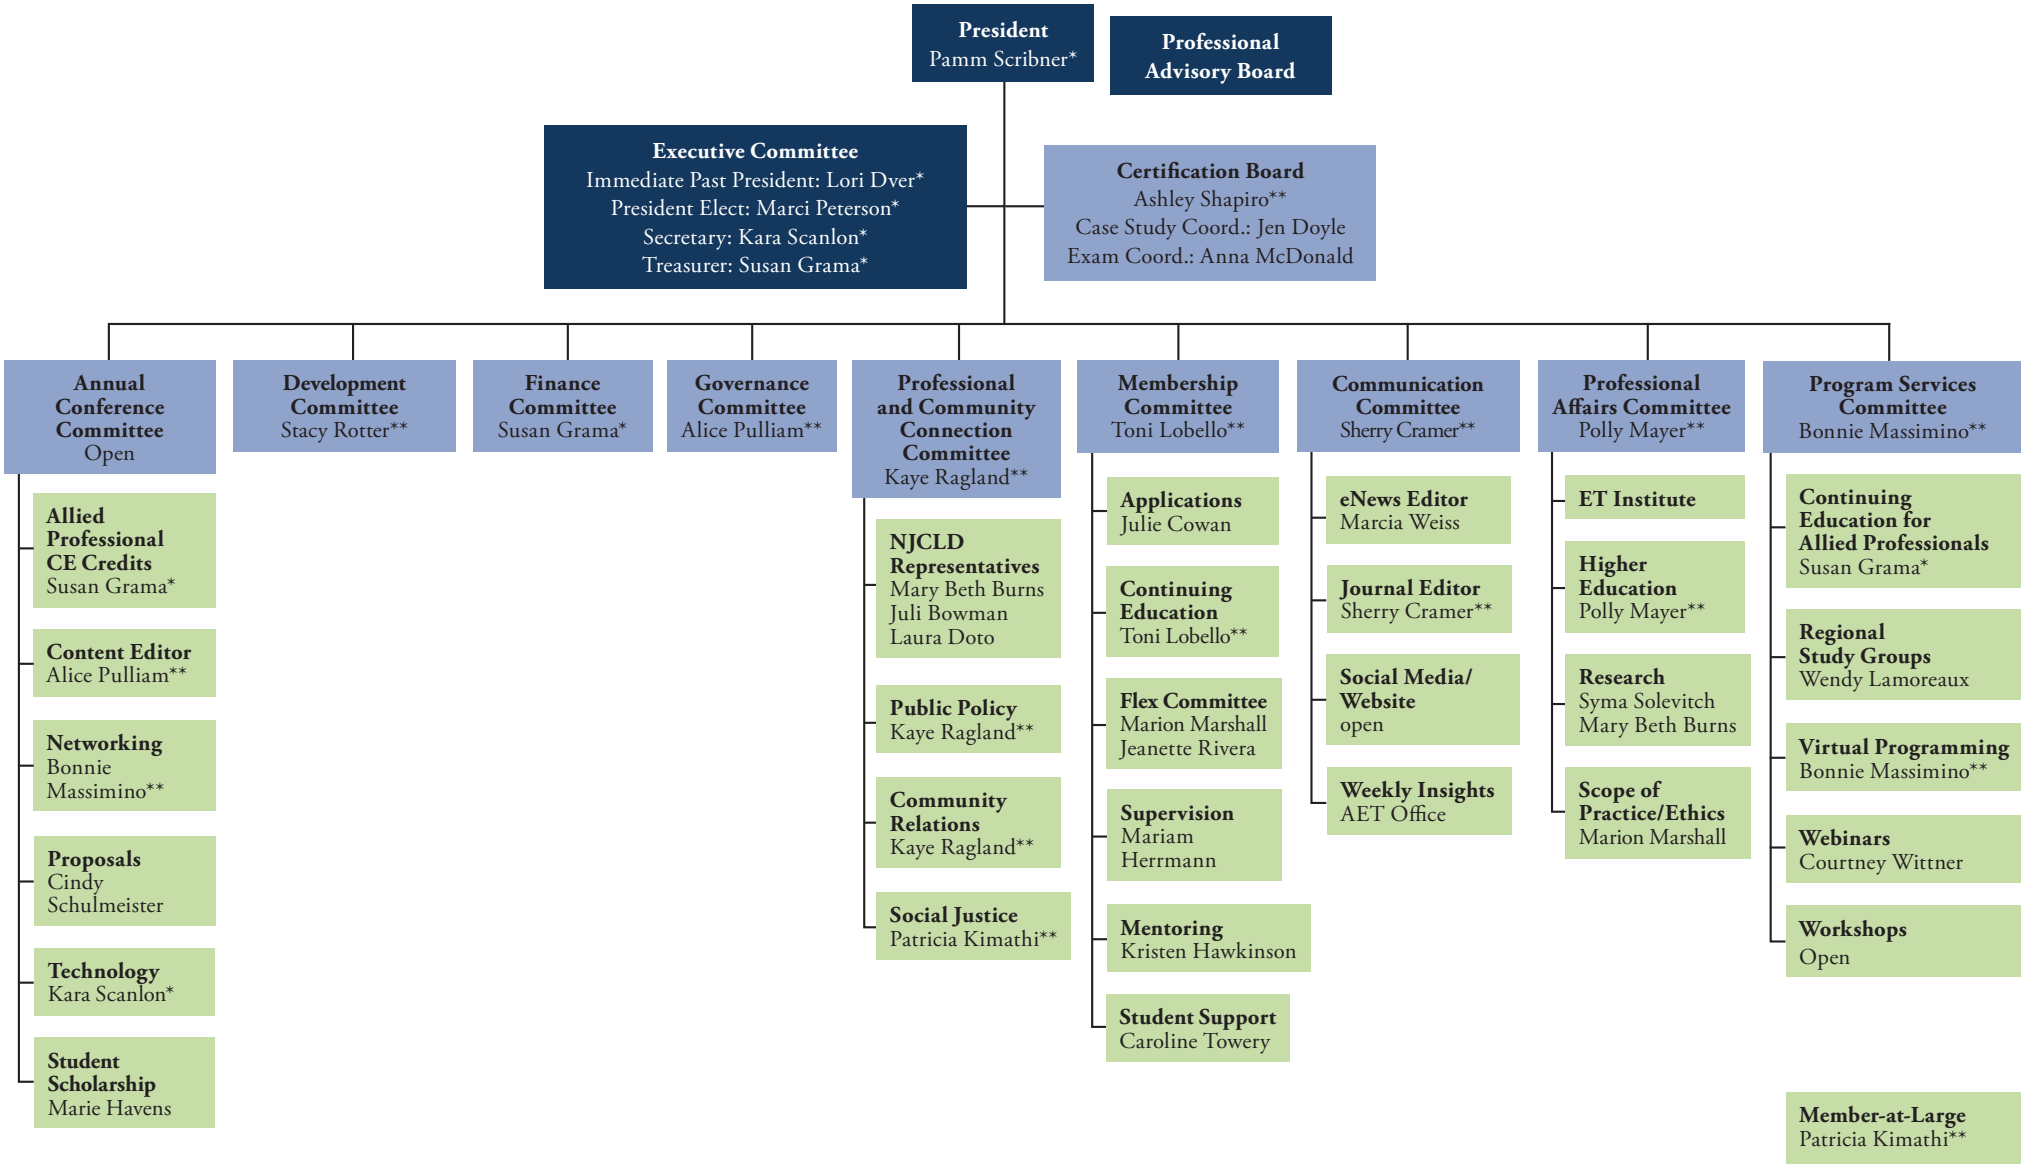 President
Pamm Scribner*
Professional
Advisory Board
Executive Committee
Immediate Past President: Lori Dver*
President Elect: Marci Peterson*
Secretary: Kara Scanlon*
Treasurer: Susan Grama*
Certification Board
Ashley Shapiro**
Case Study Coord.: Jen Doyle
Exam Coord.: Anna McDonald
Annual
Conference
Committee
Open
Allied
Professional
CE Credits
Susan Grama*
Content Editor
Alice Pulliam**
Networking
Bonnie
Massimino**
Proposals
Cindy
Schulmeister
Technology
Kara Scanlon*
Student
Scholarship
Marie Havens
Development
Committee
Stacy Rotter**
Finance
Committee
Susan Grama*
Governance
Committee
Alice Pulliam**
Professional
and Community
Connection
Committee
Kaye Ragland**
NJCLD
Representatives
Mary Beth Burns
Juli Bowman
Laura Doto
Public Policy
Kaye Ragland**
Community
Relations
Kaye Ragland**
Social Justice
Patricia Kimathi**
Membership
Committee
Toni Lobello**
Applications
Julie Cowan
Continuing
Education
Toni Lobello**
Flex Committee
Marion Marshall
Jeanette Rivera
Supervision
Mariam
Herrmann
Mentoring
Kristen Hawkinson
Student Support
Caroline Towery
Communication
Committee
Sherry Cramer**
eNews Editor
Marcia Weiss
Journal Editor
Sherry Cramer**
Social Media/
Website
open
Weekly Insights
AET Office
Professional
Affairs Committee
Polly Mayer**
ET Institute
Higher
Education
Polly Mayer**
Research
Syma Solevitch
Mary Beth Burns
Scope of
Practice/Ethics
Marion Marshall
Program Services
Committee
Bonnie Massimino**
Continuing
Education for
Allied Professionals
Susan Grama*
Regional
Study Groups
Wendy Lamoreaux
Virtual Programming
Bonnie Massimino**
Webinars
Courtney Wittner
Workshops
Open
Member-at-Large
Patricia Kimathi**